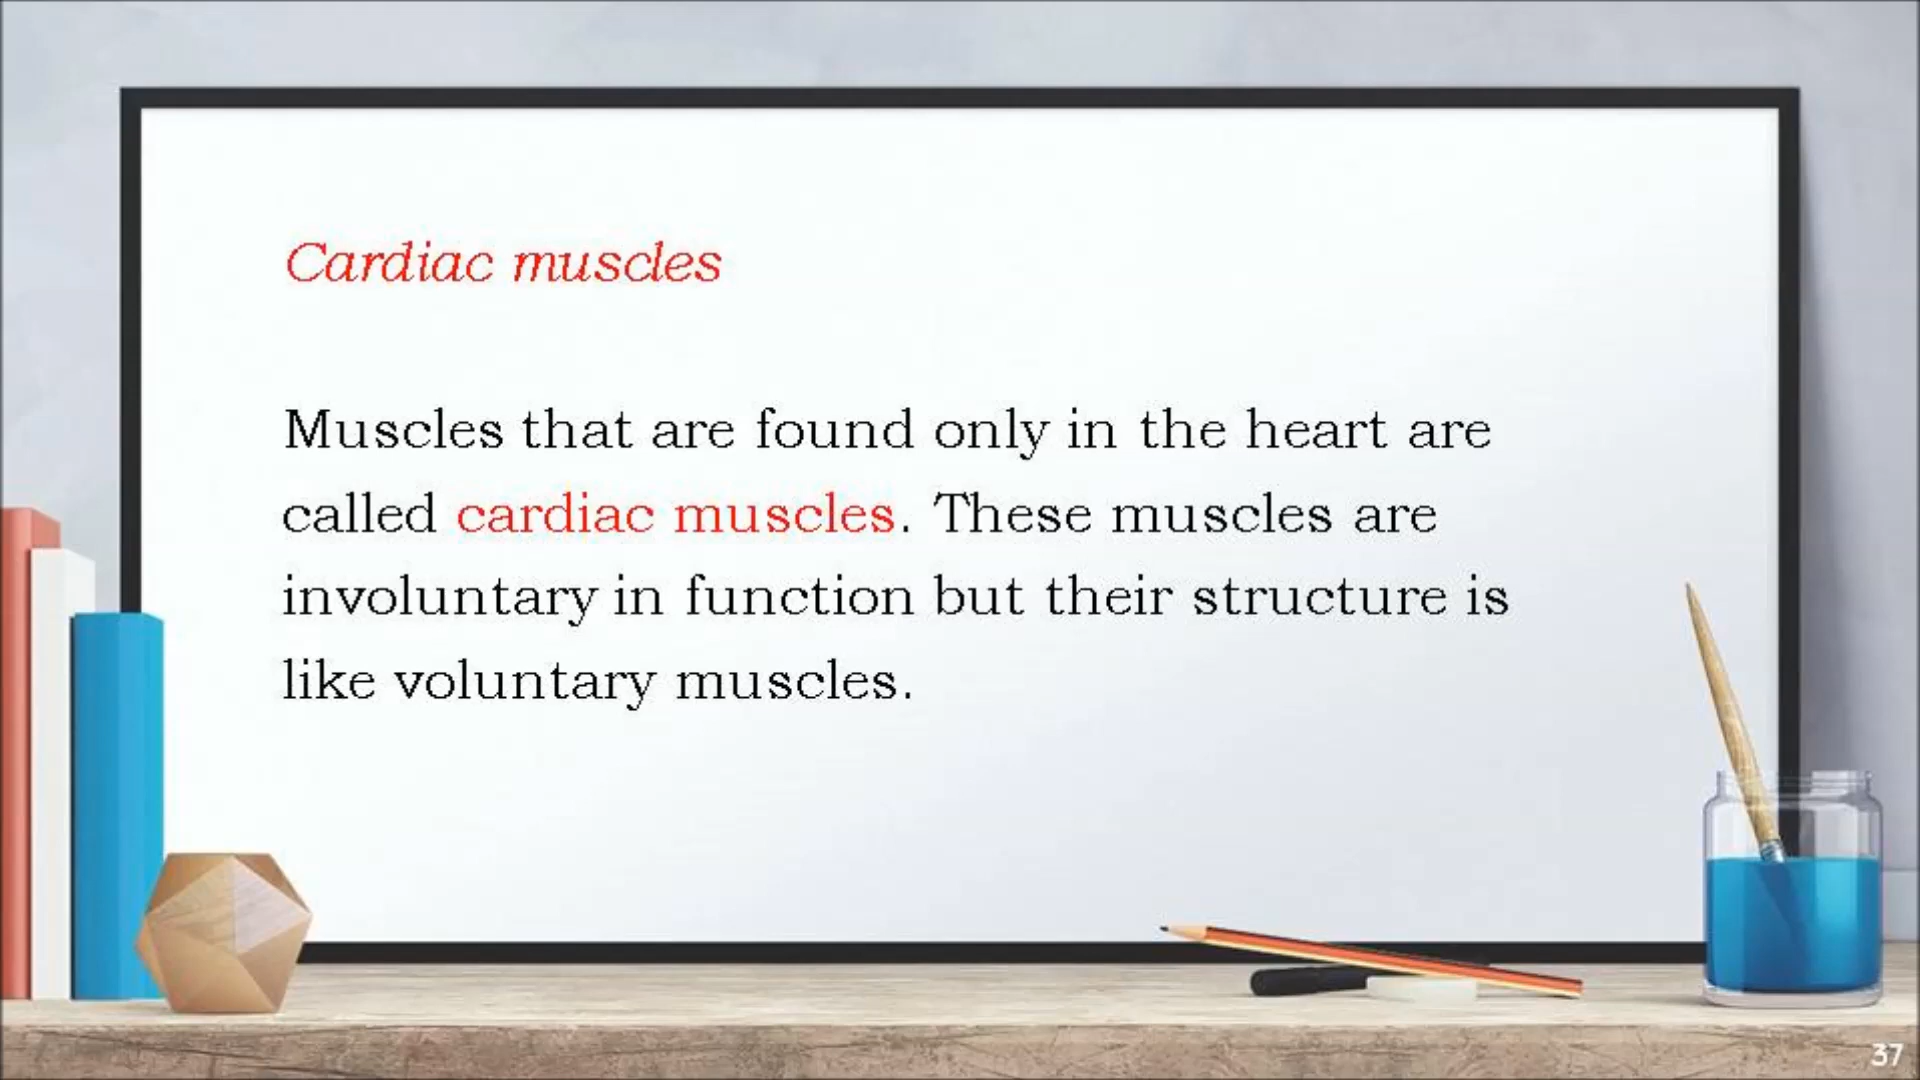 Cardiac muscles
Muscles that are found only in the heart are
called cardiac muscles. These muscles are
involuntary in function but their structure is
like voluntary muscles.
37